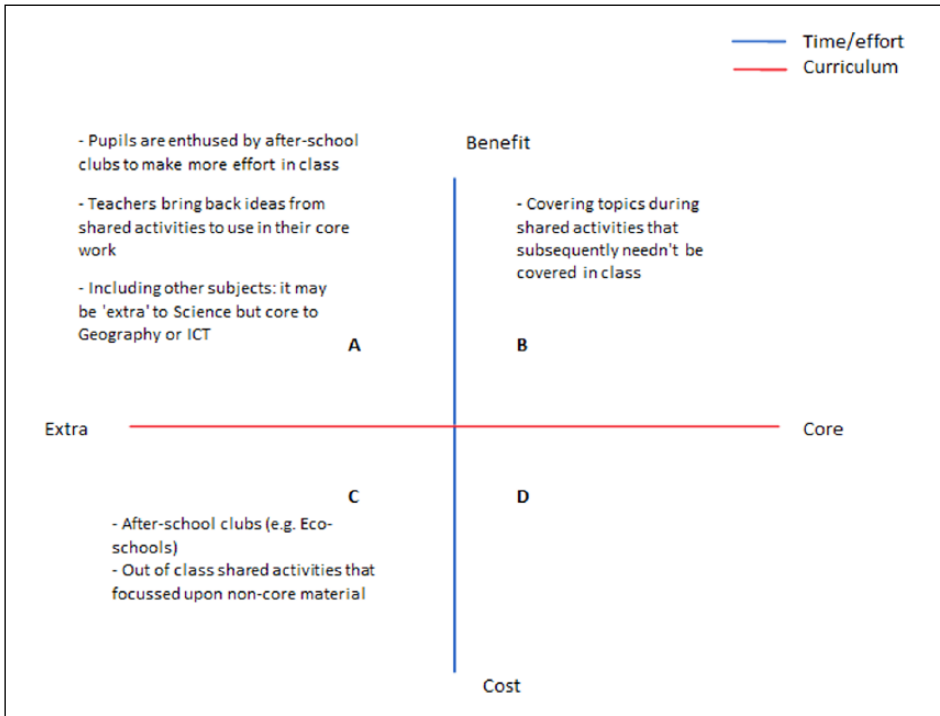 Time/effort
Curriculum
- Pupils are enthused by after-school
clubs to make more effort in class
- Teachers bring back ideas from
shared activities to use in their core
work
- Including other subjects: it may
be 'extra' to Science but core to
Geography or ICT
Benefit
- Covering topics during
shared activities that
subsequently needn't be
covered in class
A
B
Extra
Core
C
D
- After-school clubs (e.g. Eco-
schools)
- Out of class shared activities that
focussed upon non-core material
Cost